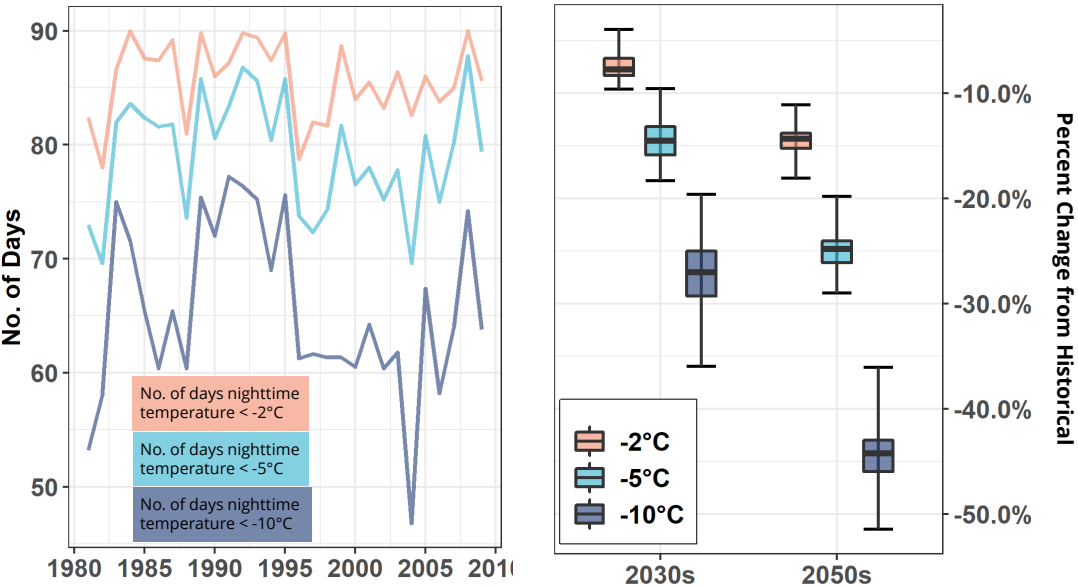 No. of Days
90
80
70
60
50
No. of days nighttime
temperature < -2°C
No. of days nighttime
temperature < -5°C
No. of days nighttime
temperature < -10°C
1980 1985 1990 1995 2000 2005 201
-10.0%
-20.0%
-30.0%
-40.0%
-50.0%
Percent Change from Historical
-2°C
-5°C
-10°C
2030s 2050s